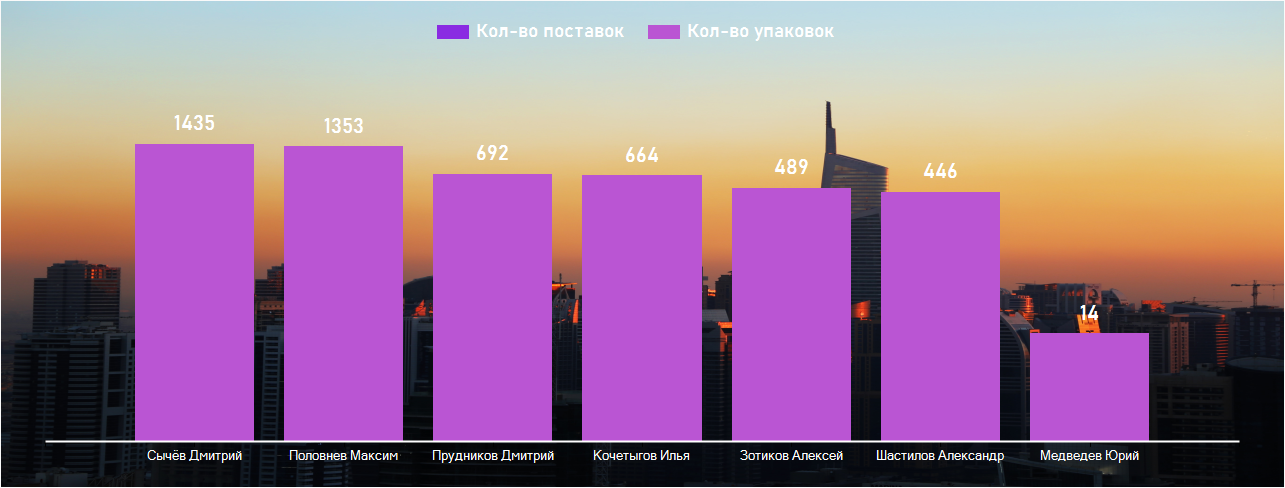 Кол-во поставок Кол-во упаковок
1435 1353 692 664 489 446 14
Сычёв Дмитрий Половнев Максим Прудников Дмитрий Кочетыгов Илья Зотиков Алексей Шастилов Александр Медведев Юрий